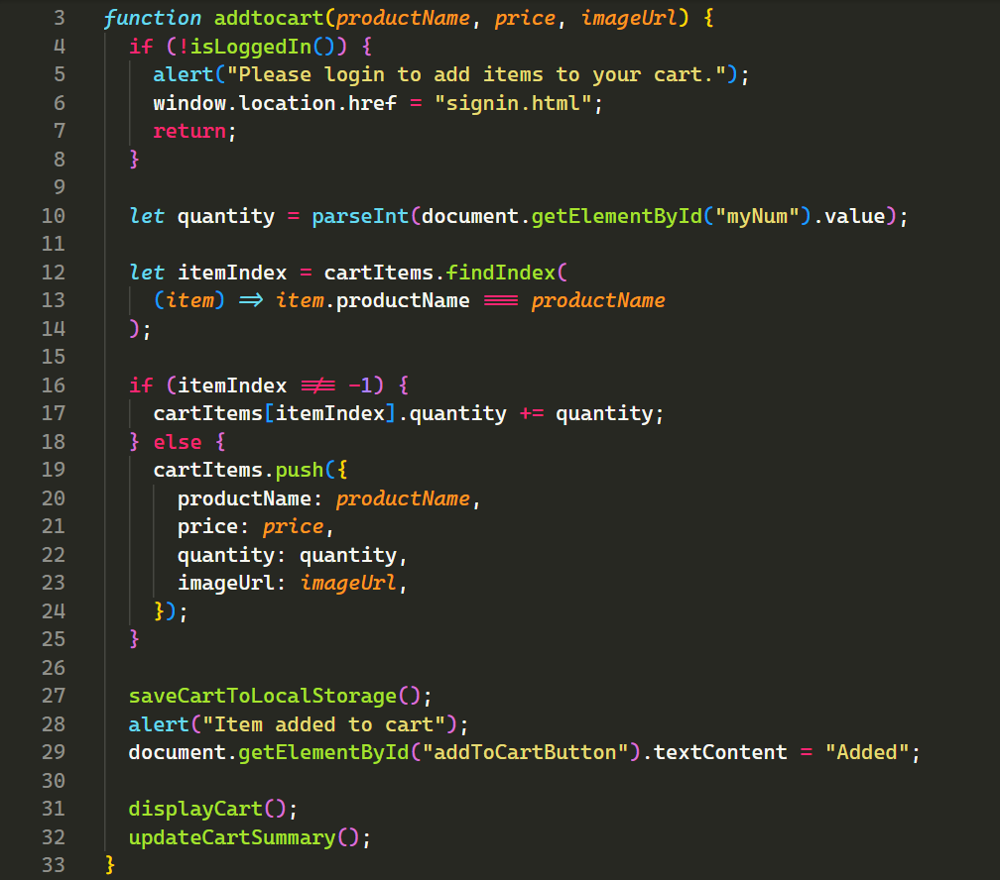 3 function addtocart(productName, price, imageUrl) {
4   if (!isLoggedIn()) {
5     alert("Please login to add items to your cart.");
6     window.location.href = "signin.html";
7     return;
8   }
9
10   let quantity = parseInt(document.getElementById("myNum").value);
11
12   let itemIndex = cartItems.findIndex(
13     (item) => item.productName === productName
14   );
15
16   if (itemIndex !== -1) {
17     cartItems[itemIndex].quantity += quantity;
18   } else {
19     cartItems.push({
20       productName: productName,
21       price: price,
22       quantity: quantity,
23       imageUrl: imageUrl,
24     });
25   }
26
27   saveCartToLocalStorage();
28   alert("Item added to cart");
29   document.getElementById("addToCartButton").textContent = "Added";
30
31   displayCart();
32   updateCartSummary();
33 }